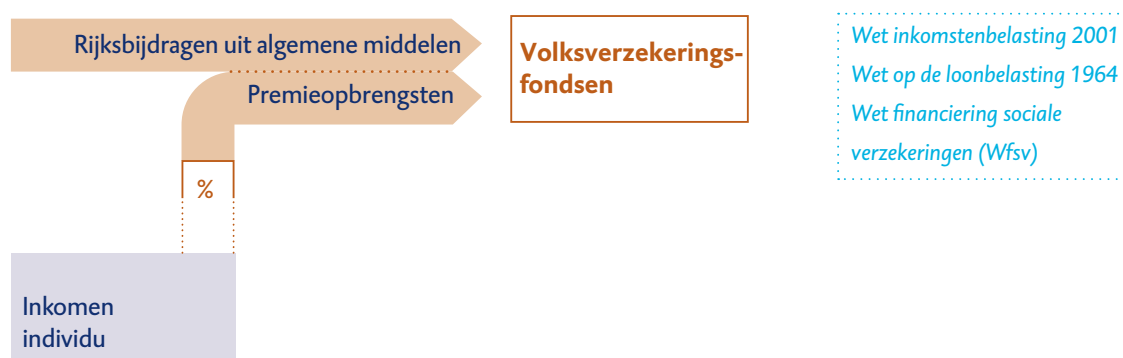 Rijksbijdragen uit algemene middelen
Premieopbrengsten
%
Inkomen
individu
Volksverzekerings-
fondsen
Wet inkomstenbelasting 2001
Wet op de loonbelasting 1964
Wet financiering sociale
verzekeringen (Wfsv)